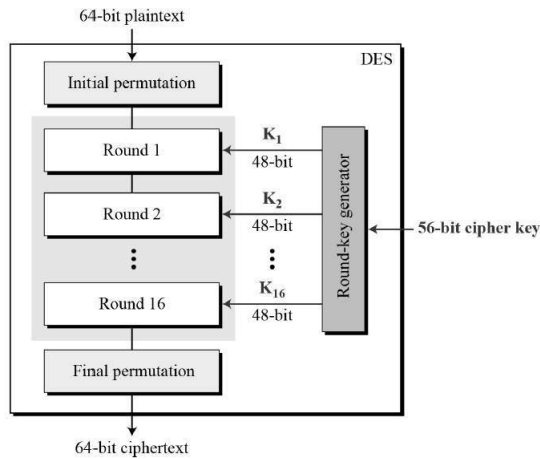 64-bit plaintext
DES
Initial permutation
Round 1
K1
48-bit
Round 2
K2
48-bit
Round-key generator
56-bit cipher key
Round 16
K16
48-bit
Final permutation
64-bit ciphertext